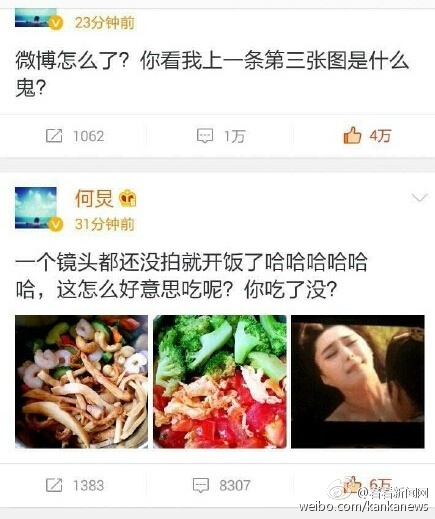 23分钟前
微博怎么了？你看我上一条第三张图是什么
鬼？
1062
1万
4万
何炅
31分钟前
一个镜头都还没拍就开饭了哈哈哈哈哈
哈，这怎么好意思吃呢？你吃了没？
1383
8307
6万
@看看新闻网
weibo.com/kankanews